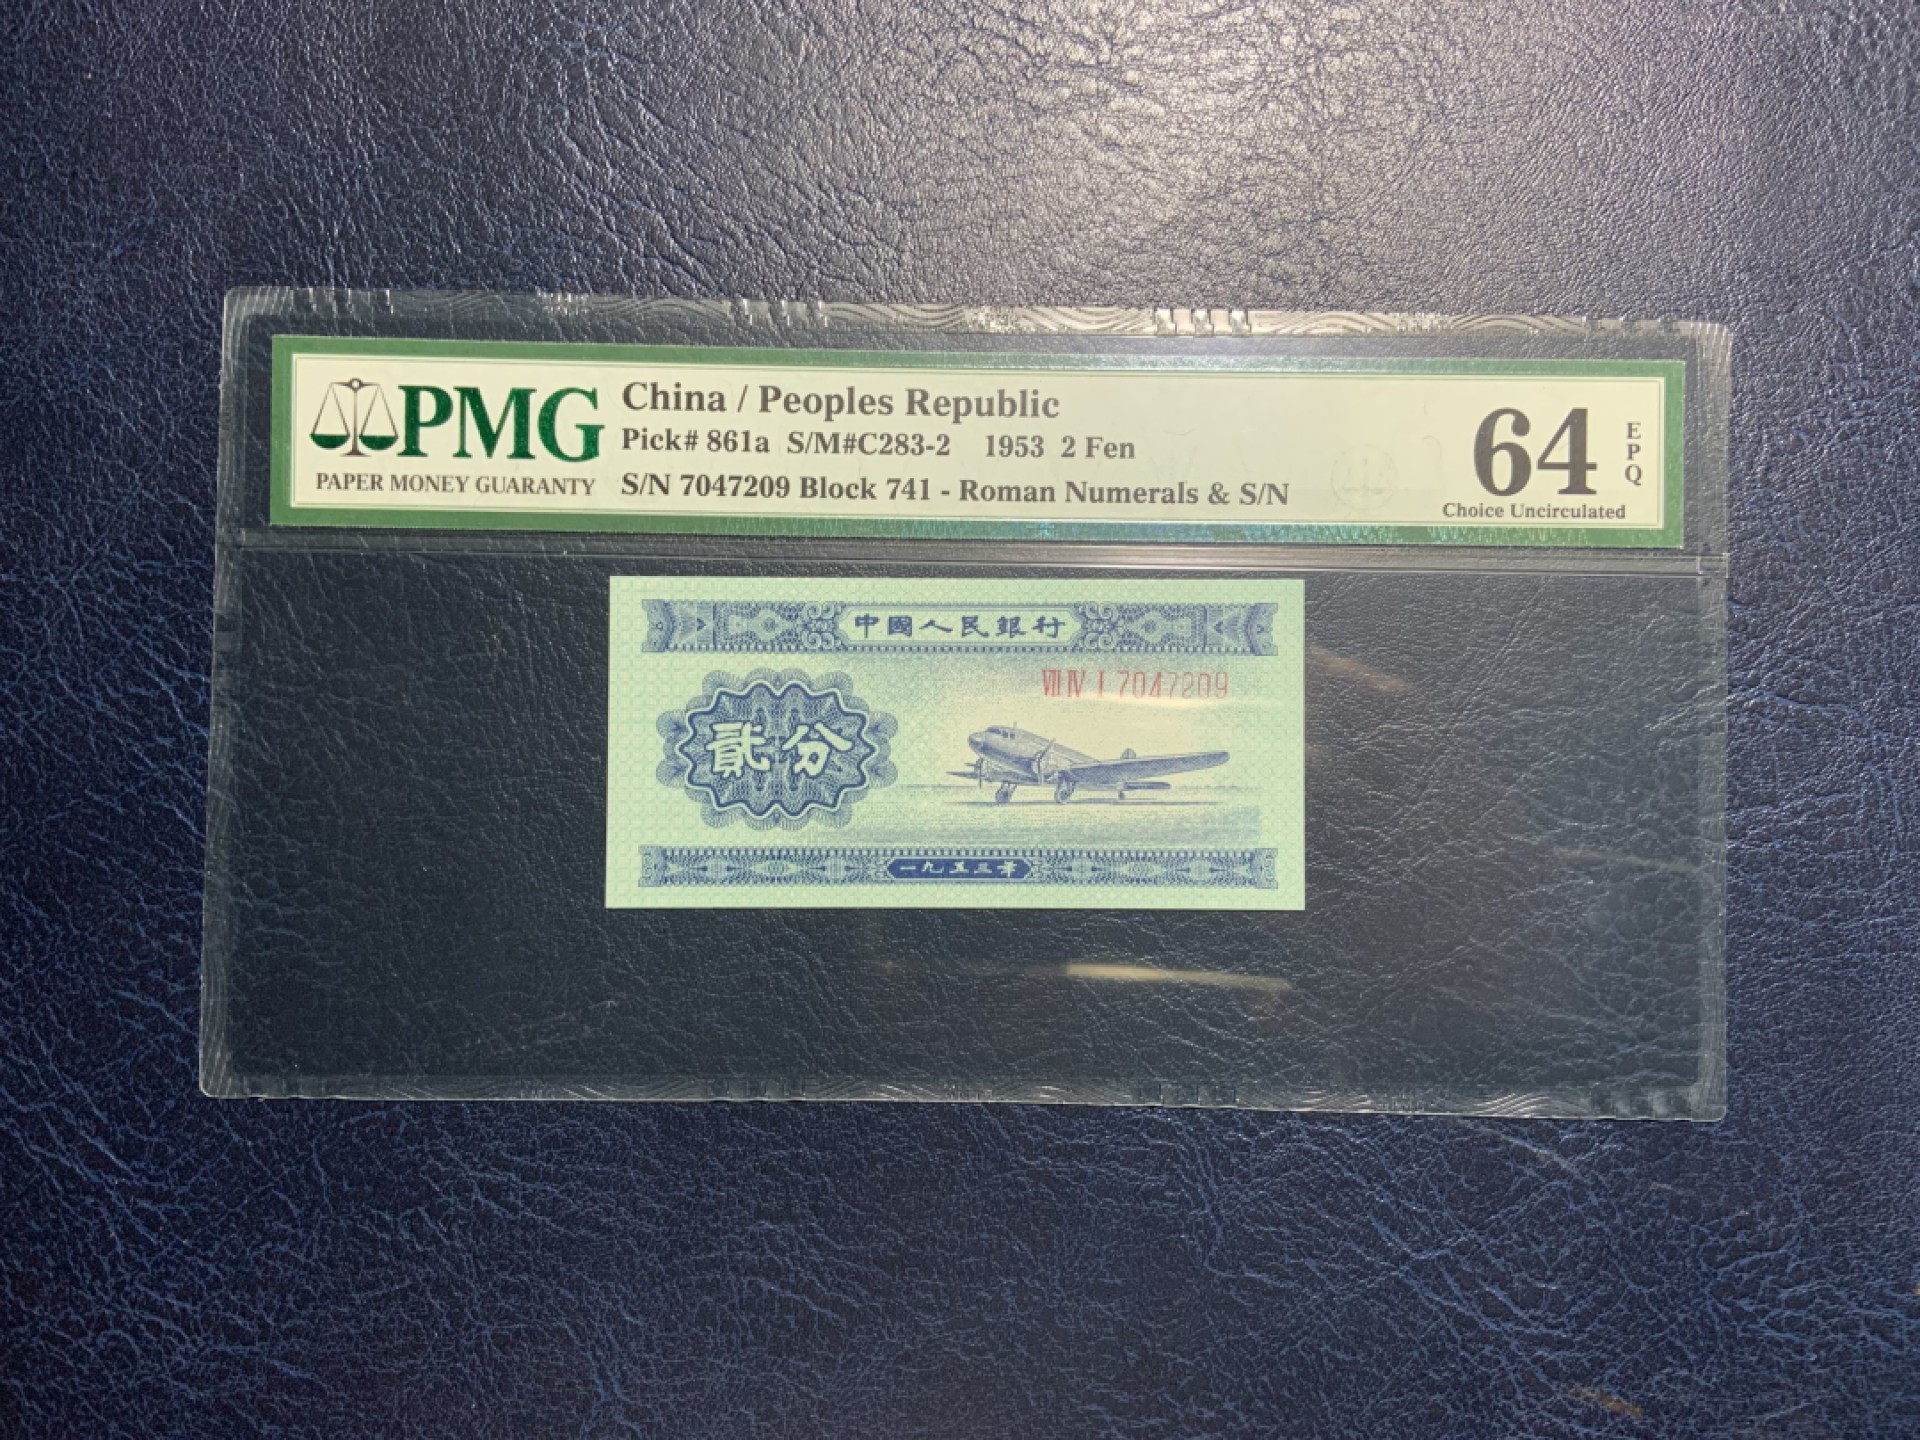 PMG
PAPER MONEY GUARANTY
China / Peoples Republic
Pick# 861a S/M#C283-2 1953 2 Fen
S/N 7047209 Block 741 - Roman Numerals & S/N
64
EPQ
Choice Uncirculated
中國人民銀行
VII IV I 7047209
貳分
一九五三年